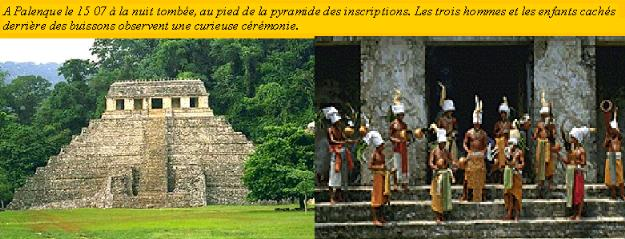 A Palenque le 15 07 à la nuit tombée, au pied de la pyramide des inscriptions. Les trois hommes et les enfants cachés
derrière des buissons observent une curieuse cérémonie.